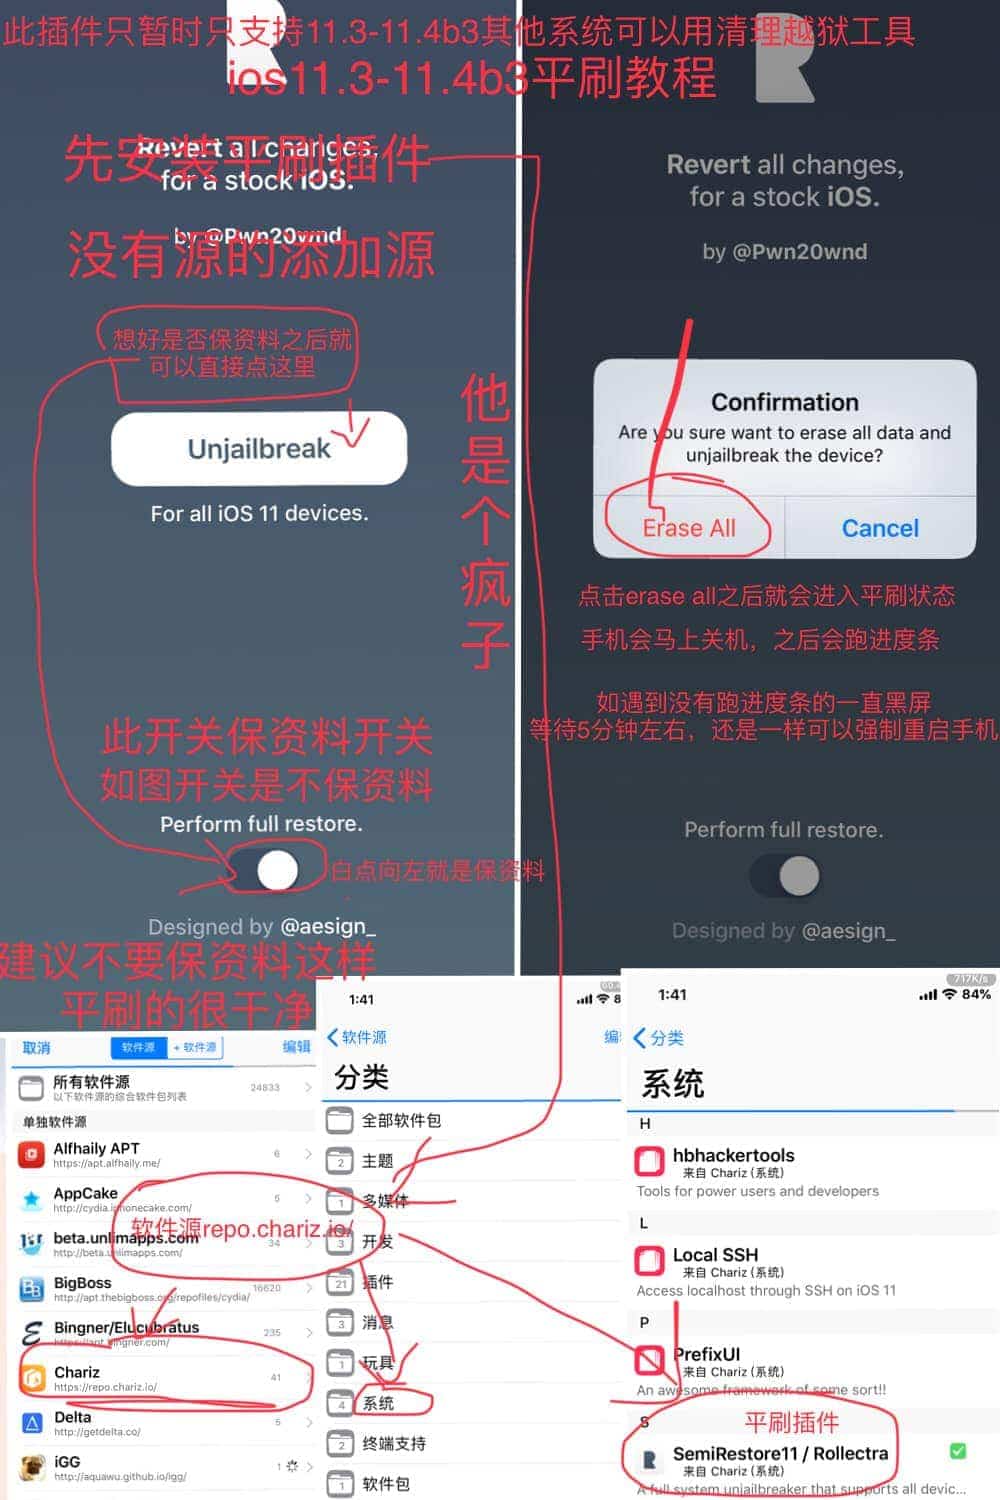 此插件只暂时只支持11.3-11.4b3其他系统可以用清理越狱工具
ios11.3-11.4b3平刷教程
先安装平刷插件
Revert all changes,
for a stock iOS.
by @Pwn20wnd
没有源的添加源
想好是否保资料之后就
可以直接点这里
Unjailbreak
For all iOS 11 devices.
他是个疯子
此开关保资料开关
如图开关是不保资料
Perform full restore.
白点向左就是保资料
Designed by @aesign_
建议不要保资料这样
平刷的很干净
Revert all changes,
for a stock iOS.
by @Pwn20wnd
Confirmation
Are you sure want to erase all data and
unjailbreak the device?
Erase All
Cancel
点击erase all之后就会进入平刷状态
手机会马上关机，之后会跑进度条
如遇到没有跑进度条的一直黑屏
等待5分钟左右，还是一样可以强制重启手机
Perform full restore.
Designed by @aesign_
取消
软件源
+ 软件源
编辑
所有软件源
24833
以下软件源的综合软件包列表
单独软件源
Alfhaily APT
6
https://apt.alfhaily.me/
AppCake
5
http://cydia.iphonecake.com/
软件源repo.chariz.io/
beta.unlimapps.com
34
http://beta.unlimapps.com/
BigBoss
16620
http://apt.thebigboss.org/repofiles/cydia/
Bingner/Elucubratus
235
https://apt.bingner.com/
Chariz
41
https://repo.chariz.io/
Delta
5
http://getdelta.co/
iGG
1
http://aquawu.github.io/igg/
1:41
软件源
分类
全部软件包
2 主题
1 多媒体
3 开发
21 插件
3 消息
1 玩具
4 系统
2 终端支持
1 软件包
717K/s
1:41
84%
分类
系统
H
hbhackertools
来自 Chariz (系统)
Tools for power users and developers
L
Local SSH
来自 Chariz (系统)
Access localhost through SSH on iOS 11
P
PrefixUI
来自 Chariz (系统)
An awesome framework of some sort!!
S
平刷插件
SemiRestore11 / Rollectra
来自 Chariz (系统)
A full system unjailbreaker that supports all devic...